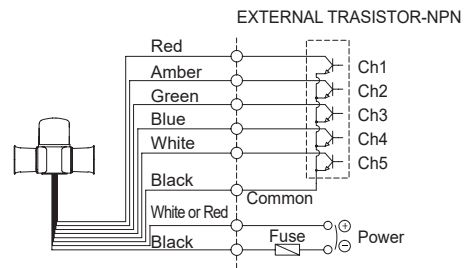 EXTERNAL TRASISTOR-NPN
Red
Ch1
Amber
Ch2
Green
Ch3
Blue
Ch4
White
Ch5
Black
Common
White or Red
Fuse
Power
Black